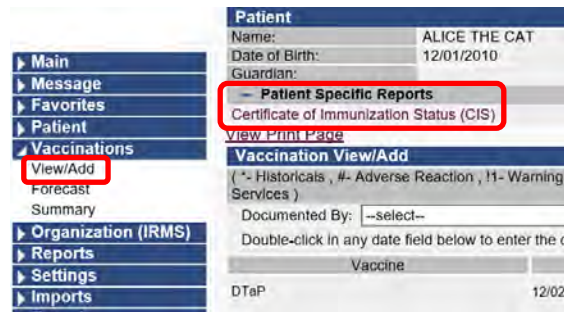 Main
Message
Favorites
Patient
Vaccinations
View/Add
Forecast
Summary
Organization (IRMS)
Reports
Settings
Imports
Patient
Name: ALICE THE CAT
Date of Birth: 12/01/2010
Guardian:
– Patient Specific Reports
Certificate of Immunization Status (CIS)
View Print Page
Vaccination View/Add
( *- Historicals , #- Adverse Reaction , !1- Warning
Services )
Documented By: --select--
Double-click in any date field below to enter the
Vaccine
DTaP 12/02